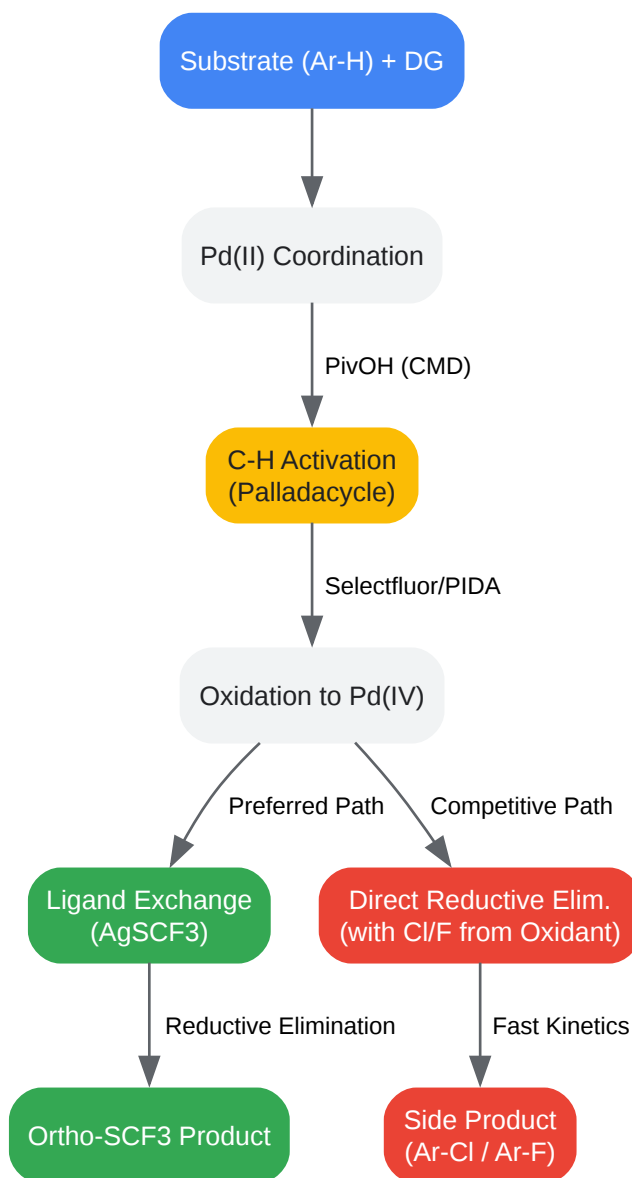 Substrate (Ar-H) + DG
Pd(II) Coordination
PivOH (CMD)
C-H Activation
(Palladacycle)
Selectfluor/PIDA
Oxidation to Pd(IV)
Preferred Path
Competitive Path
Ligand Exchange
(AgSCF3)
Direct Reductive Elim.
(with Cl/F from Oxidant)
Reductive Elimination
Fast Kinetics
Ortho-SCF3 Product
Side Product
(Ar-Cl / Ar-F)